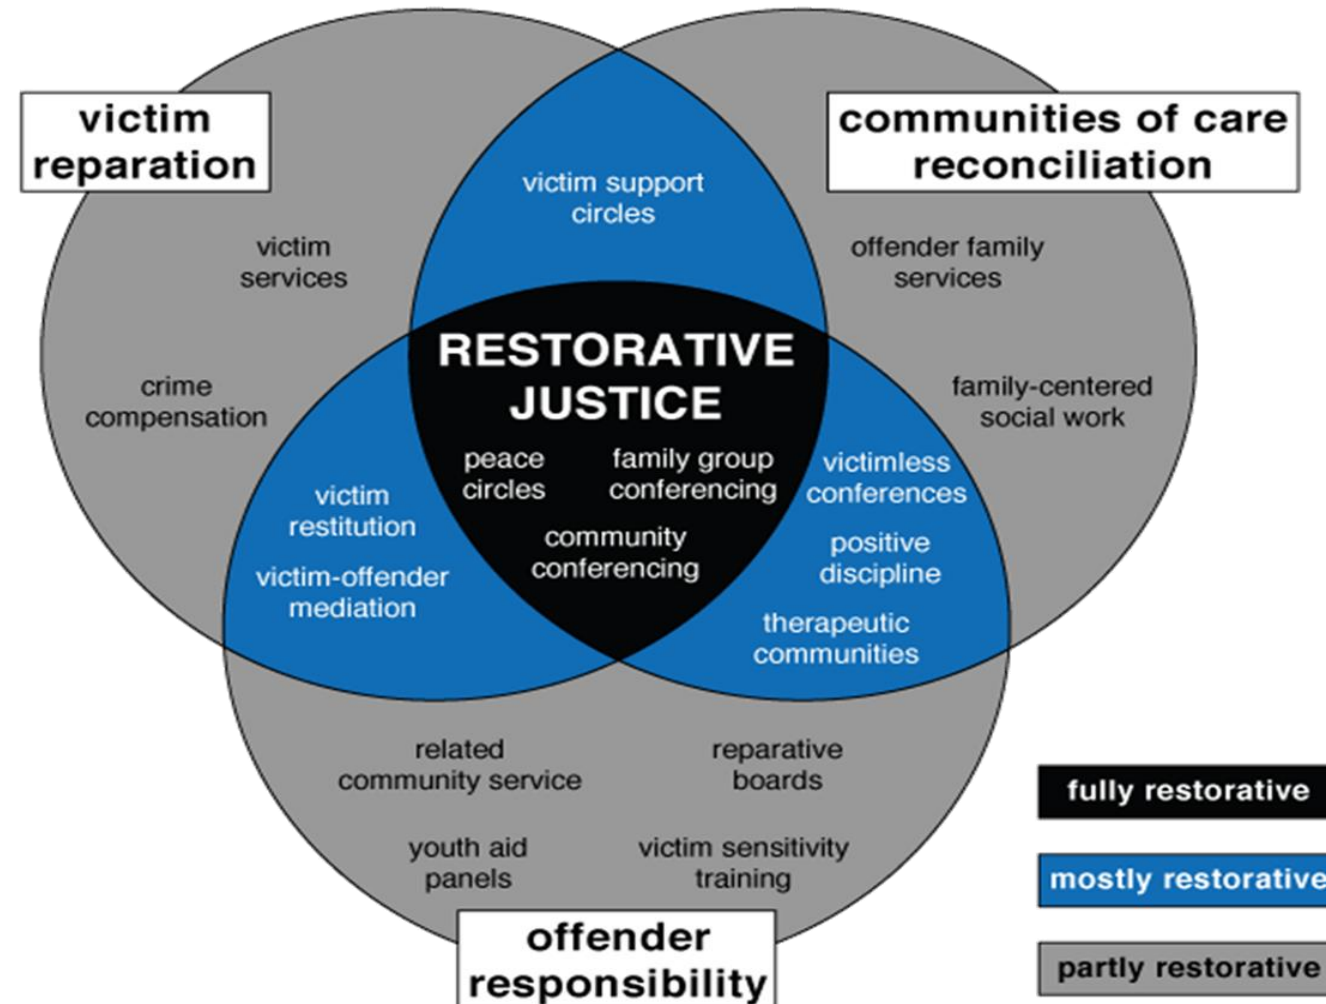 victim
reparation
communities of care
reconciliation
victim support
circles
victim
services
offender family
services
crime
compensation
family-centered
social work
RESTORATIVE
JUSTICE
peace
circles
family group
conferencing
community
conferencing
victim
restitution
victim-offender
mediation
victimless
conferences
positive
discipline
therapeutic
communities
related
community service
reparative
boards
youth aid
panels
victim sensitivity
training
offender
responsibility
fully restorative
mostly restorative
partly restorative